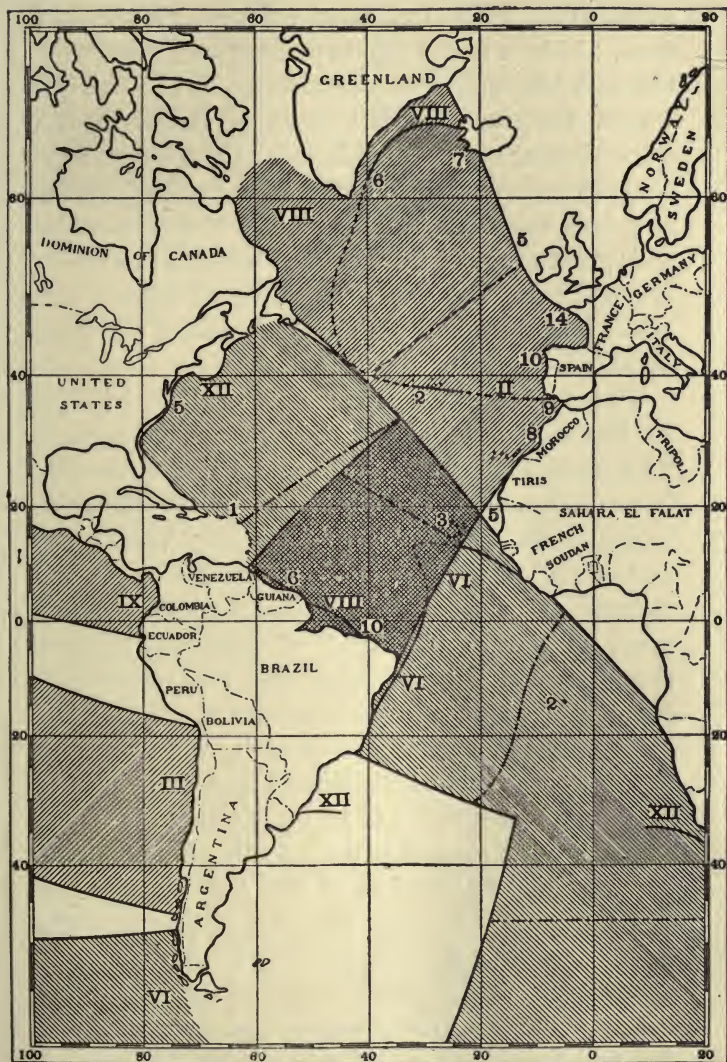 100 80 60 40 20 0 20
GREENLAND
VIII
NORWAY
7
SWEDEN
6
60 60
VIII
5
DOMINION OF CANADA
GERMANY
FRANCE
14
ITALY
10
SPAIN
40 XII 40
UNITED
STATES
5
2
II
9
8
MOROCCO
TRIPOLI
TIRIS
20 1 3 5 20
SAHARA EL FALAT
FRENCH
SOUDAN
VENEZUELA
6
VI
GUIANA
IX
COLOMBIA
VIII
10
0 0
ECUADOR
BRAZIL
VI
PERU
2
BOLIVIA
20 20
III
XII
XII
ARGENTINA
40 40
VI
100 80 60 40 20 0 20